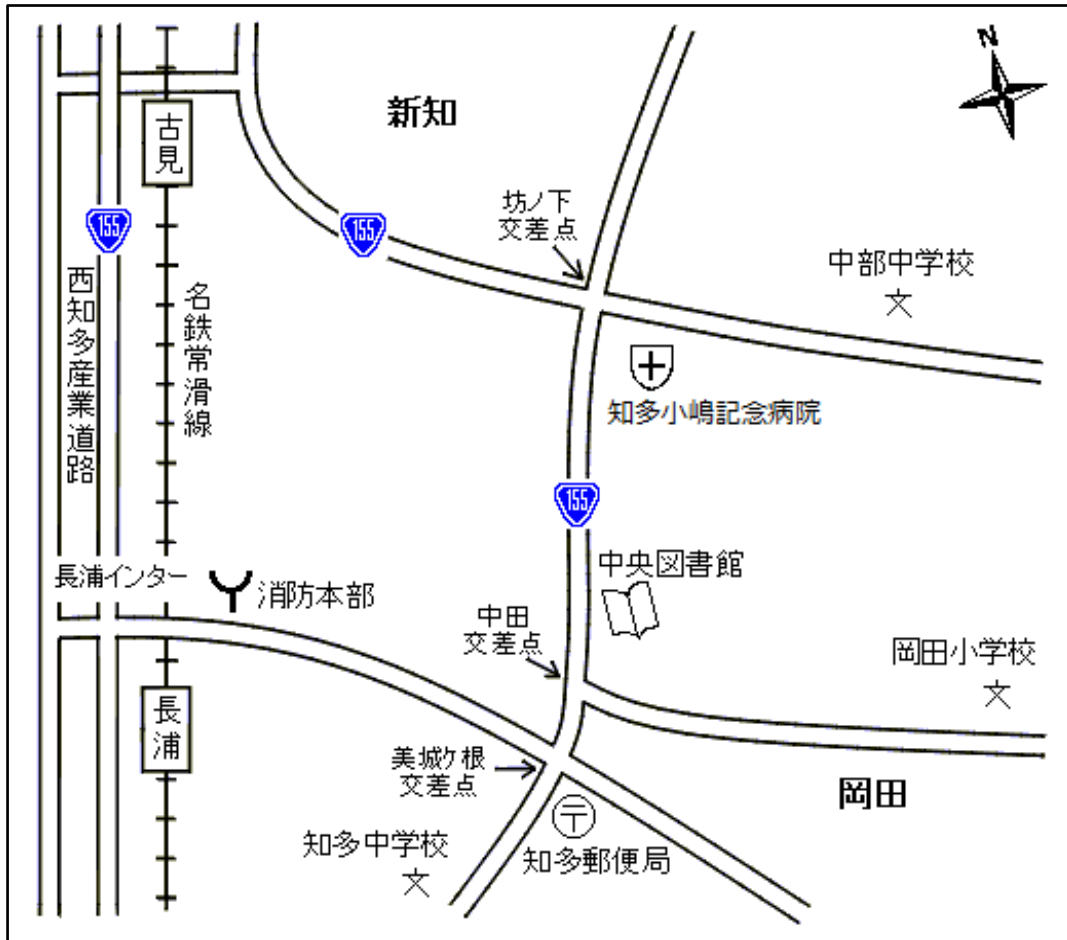 N
新知
古見
155
155
坊ノ下
交差点
中部中学校
西知多産業道路
名鉄常滑線
知多小嶋記念病院
155
中央図書館
長浦インター
消防本部
中田
交差点
岡田小学校
長浦
美城ケ根
交差点
岡田
知多中学校
知多郵便局